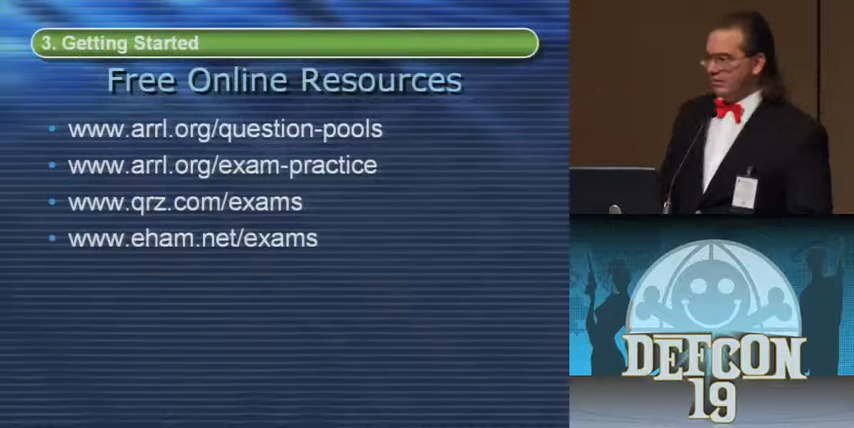 3. Getting Started
Free Online Resources
• www.arrl.org/question-pools
• www.arrl.org/exam-practice
• www.qrz.com/exams
• www.eham.net/exams
DEFCON
19